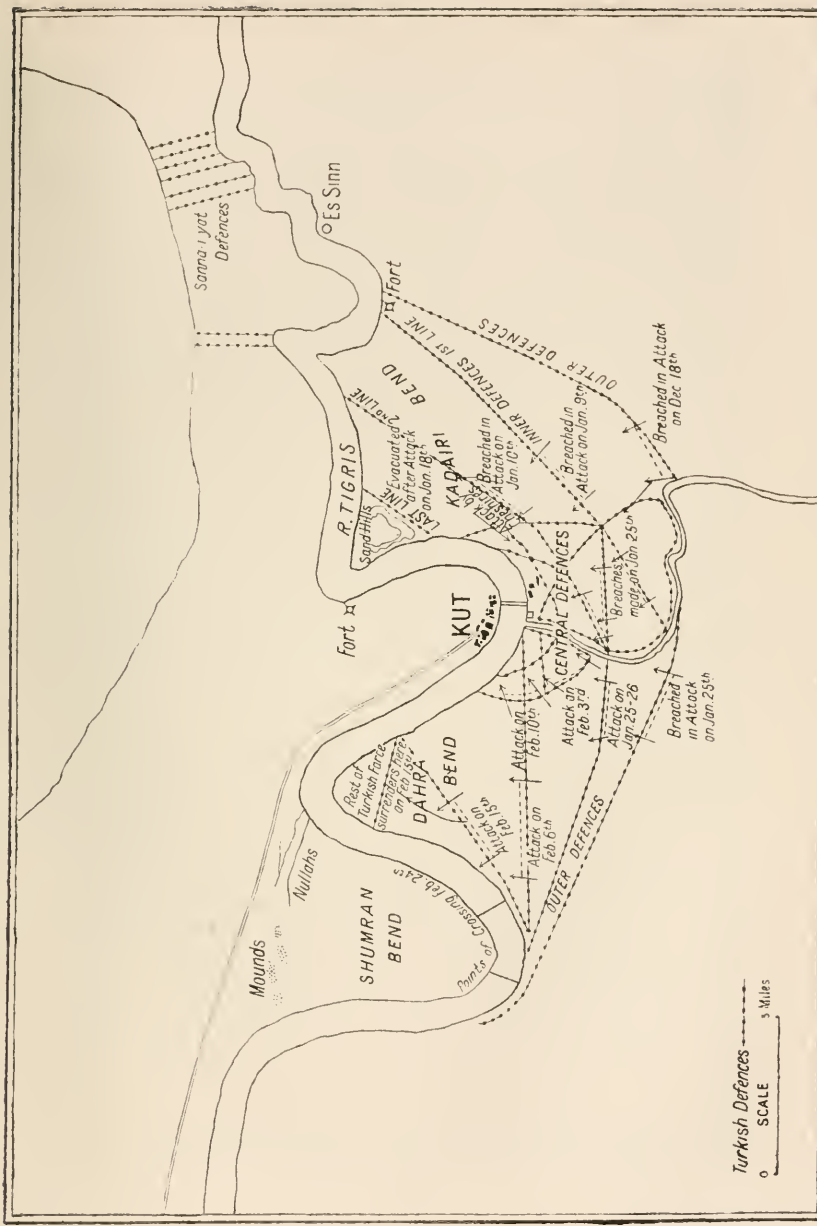 Sanna-i-yat
Defences
Es Sinn
Fort
R. TIGRIS
BEND
KADAIRI
OUTER DEFENCES
INNER DEFENCES 1ST LINE
2ND LINE
LAST LINE
Evacuated
after Attack
on Jan. 18th
Sand Hills
Breached in
Attack on
Jan. 10th
Attack by
Breached in
Attack on Jan. 9th
Breached in Attack
on Dec 18th
Fort
KUT
CENTRAL DEFENCES
Breaches
made on Jan 25th
Attack on
Feb. 10th
Attack on
Feb. 3rd
Attack on
Jan. 25-26
Breached
in Attack
on Jan. 25th
Mounds
Nullahs
SHUMRAN
BEND
Points of Crossing Feb. 24th
Rest of
Turkish Force
surrenders here
on Feb 15th
DAHRA
BEND
Attack on
Feb. 15th
Attack on
Feb. 6th
OUTER DEFENCES
Turkish Defences
0 SCALE 3 Miles